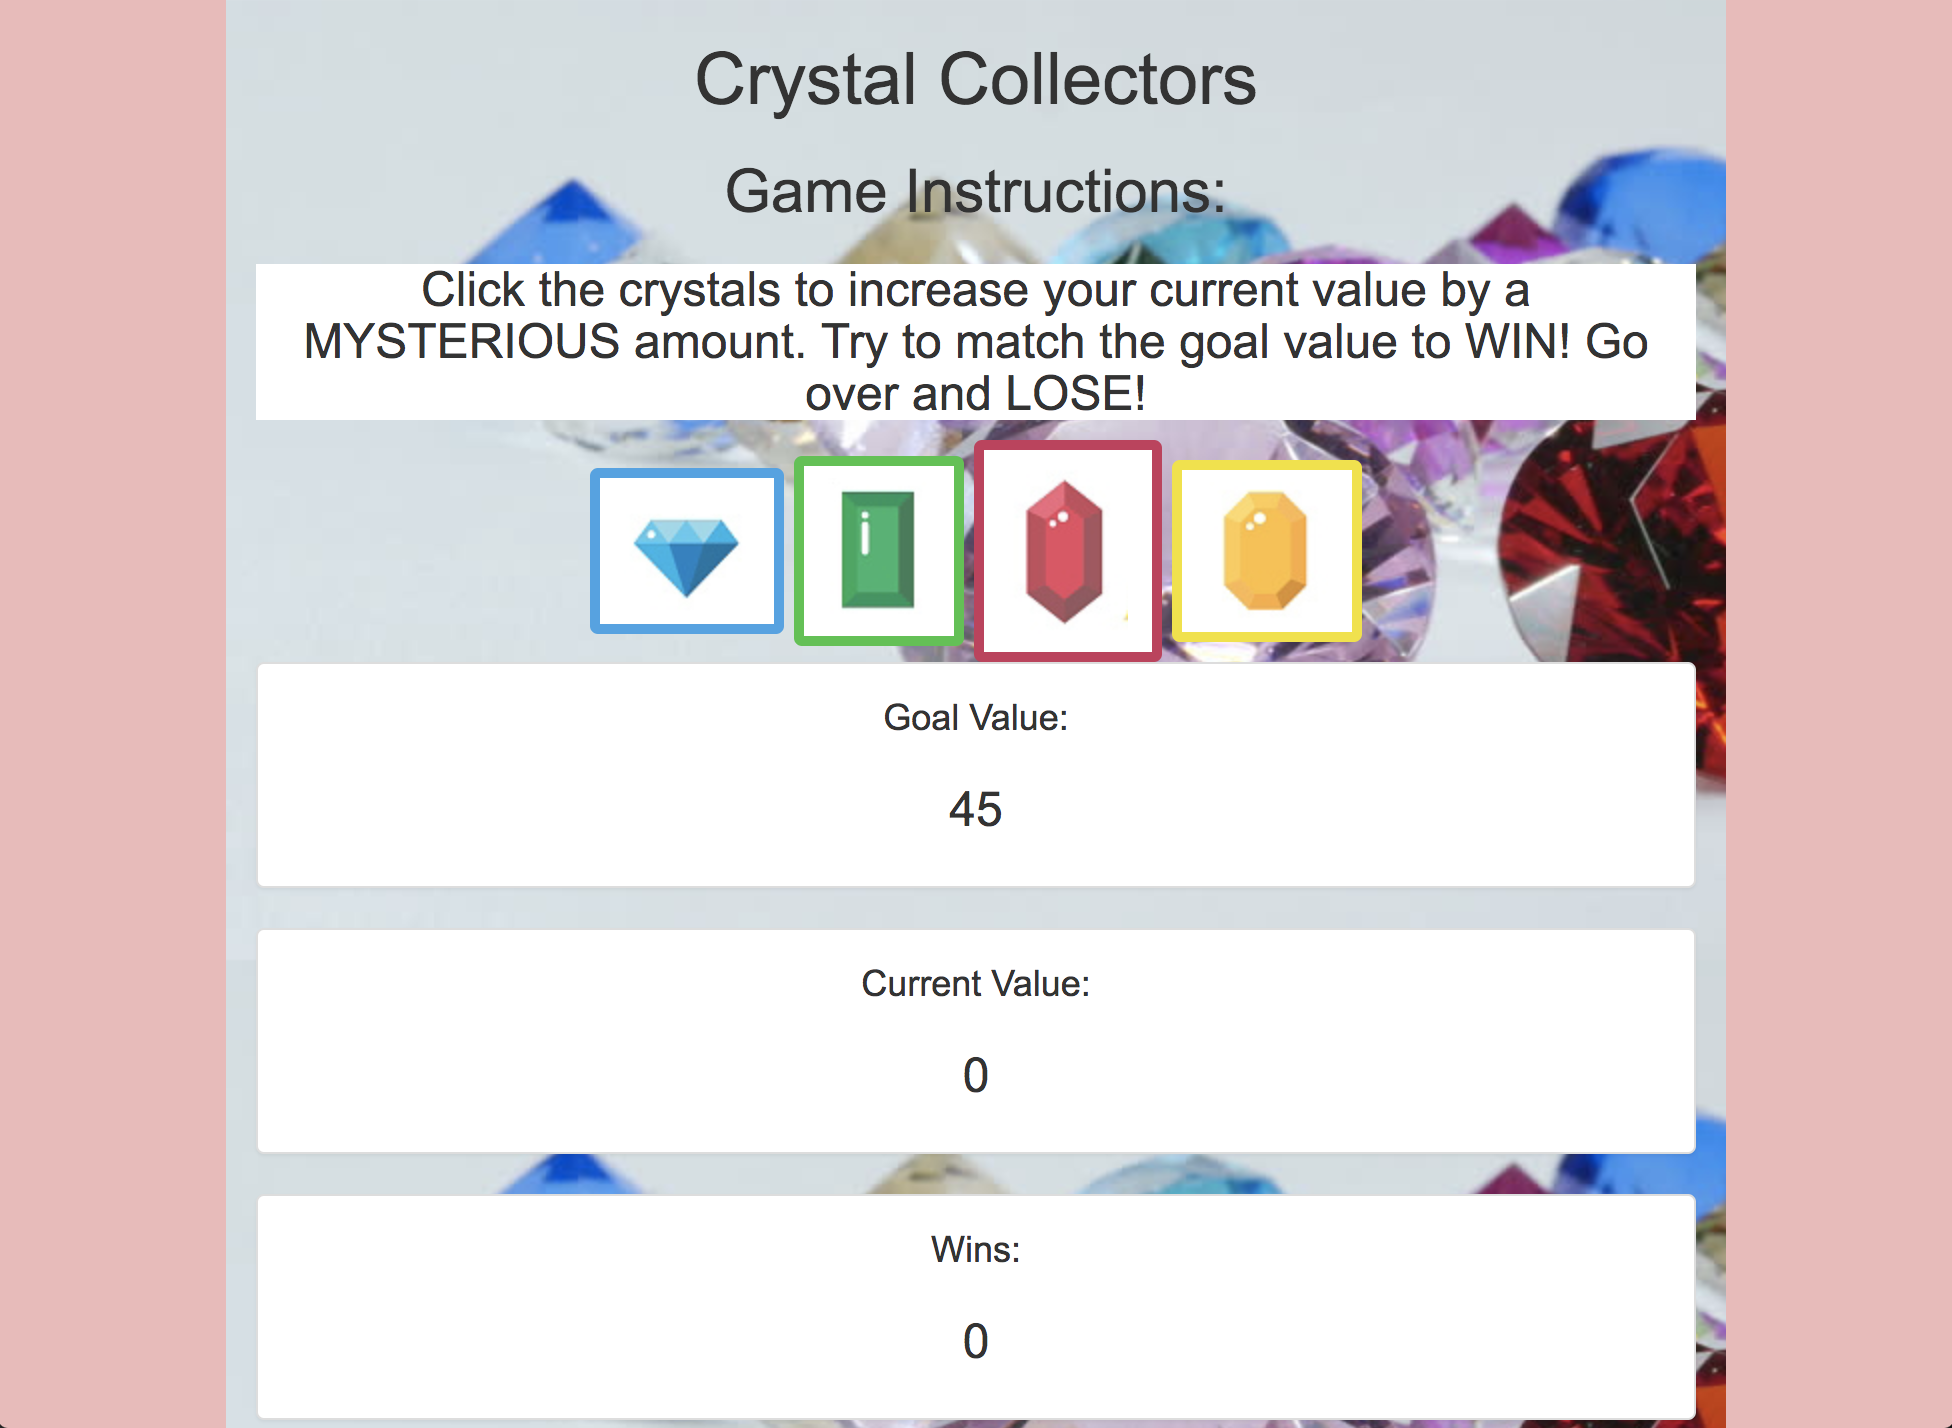 Crystal Collectors
Game Instructions:
Click the crystals to increase your current value by a
MYSTERIOUS amount. Try to match the goal value to WIN! Go
over and LOSE!
Goal Value:
45
Current Value:
0
Wins:
0